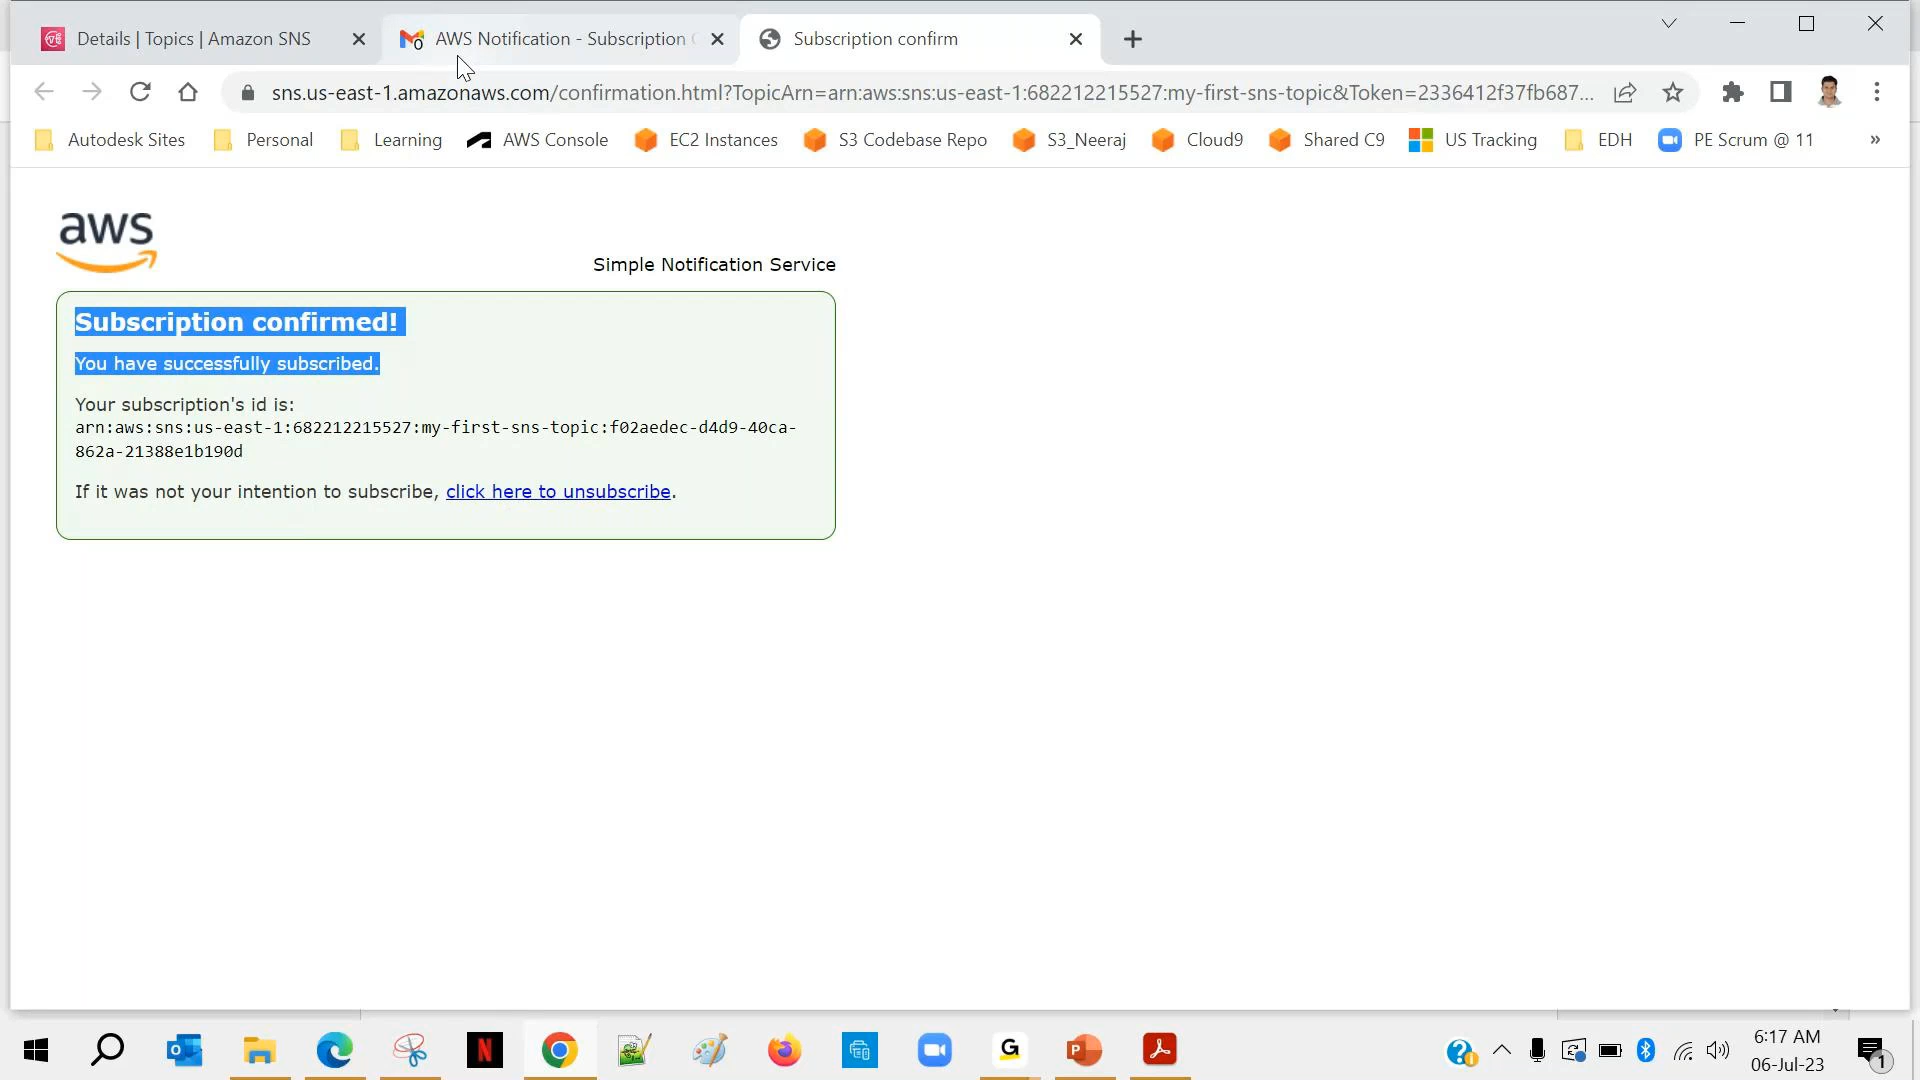 Details | Topics | Amazon SNS
AWS Notification - Subscription
Subscription confirm
sns.us-east-1.amazonaws.com/confirmation.html?TopicArn=arn:aws:sns:us-east-1:682212215527:my-first-sns-topic&Token=2336412f37fb687...
Autodesk Sites
Personal
Learning
AWS Console
EC2 Instances
S3 Codebase Repo
S3_Neeraj
Cloud9
Shared C9
US Tracking
EDH
PE Scrum @ 11
»
aws
Simple Notification Service
Subscription confirmed!
You have successfully subscribed.
Your subscription's id is:
arn:aws:sns:us-east-1:682212215527:my-first-sns-topic:f02aedec-d4d9-40ca-
862a-21388e1b190d
If it was not your intention to subscribe, click here to unsubscribe.
6:17 AM
06-Jul-23
1